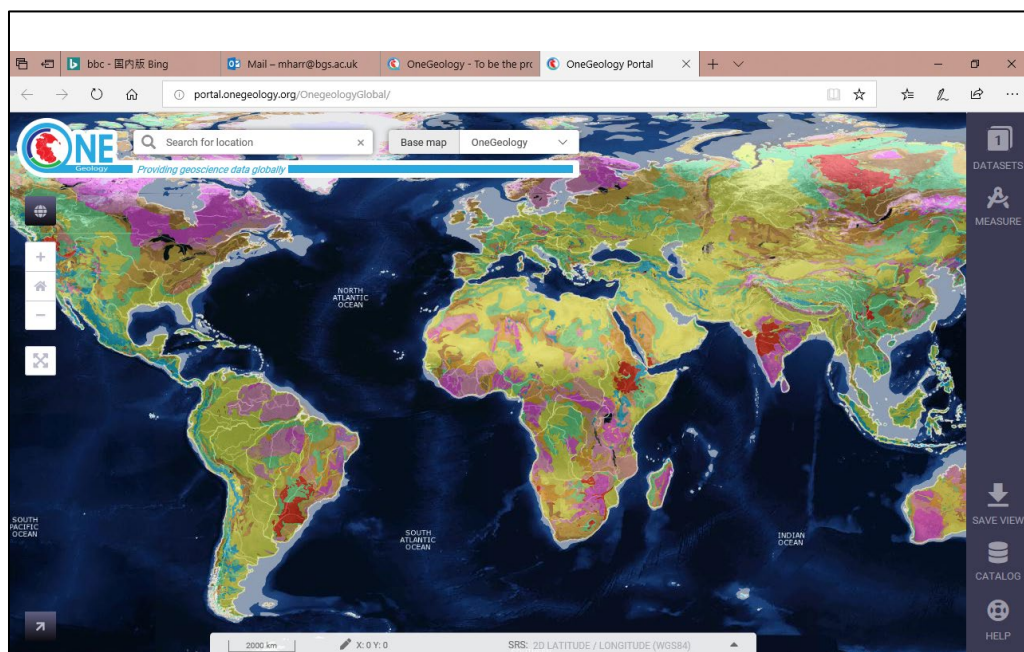 bbc - 国内版 Bing
Mail – mharr@bgs.ac.uk
OneGeology - To be the pro
OneGeology Portal
portal.onegeology.org/OnegeologyGlobal/
ONE
Geology
Search for location
Base map
OneGeology
Providing geoscience data globally
1
DATASETS
MEASURE
NORTH
ATLANTIC
OCEAN
SOUTH
PACIFIC
OCEAN
SOUTH
ATLANTIC
OCEAN
INDIAN
OCEAN
SAVE VIEW
CATALOG
HELP
2000 km
X: 0 Y: 0
SRS: 2D LATITUDE / LONGITUDE (WGS84)